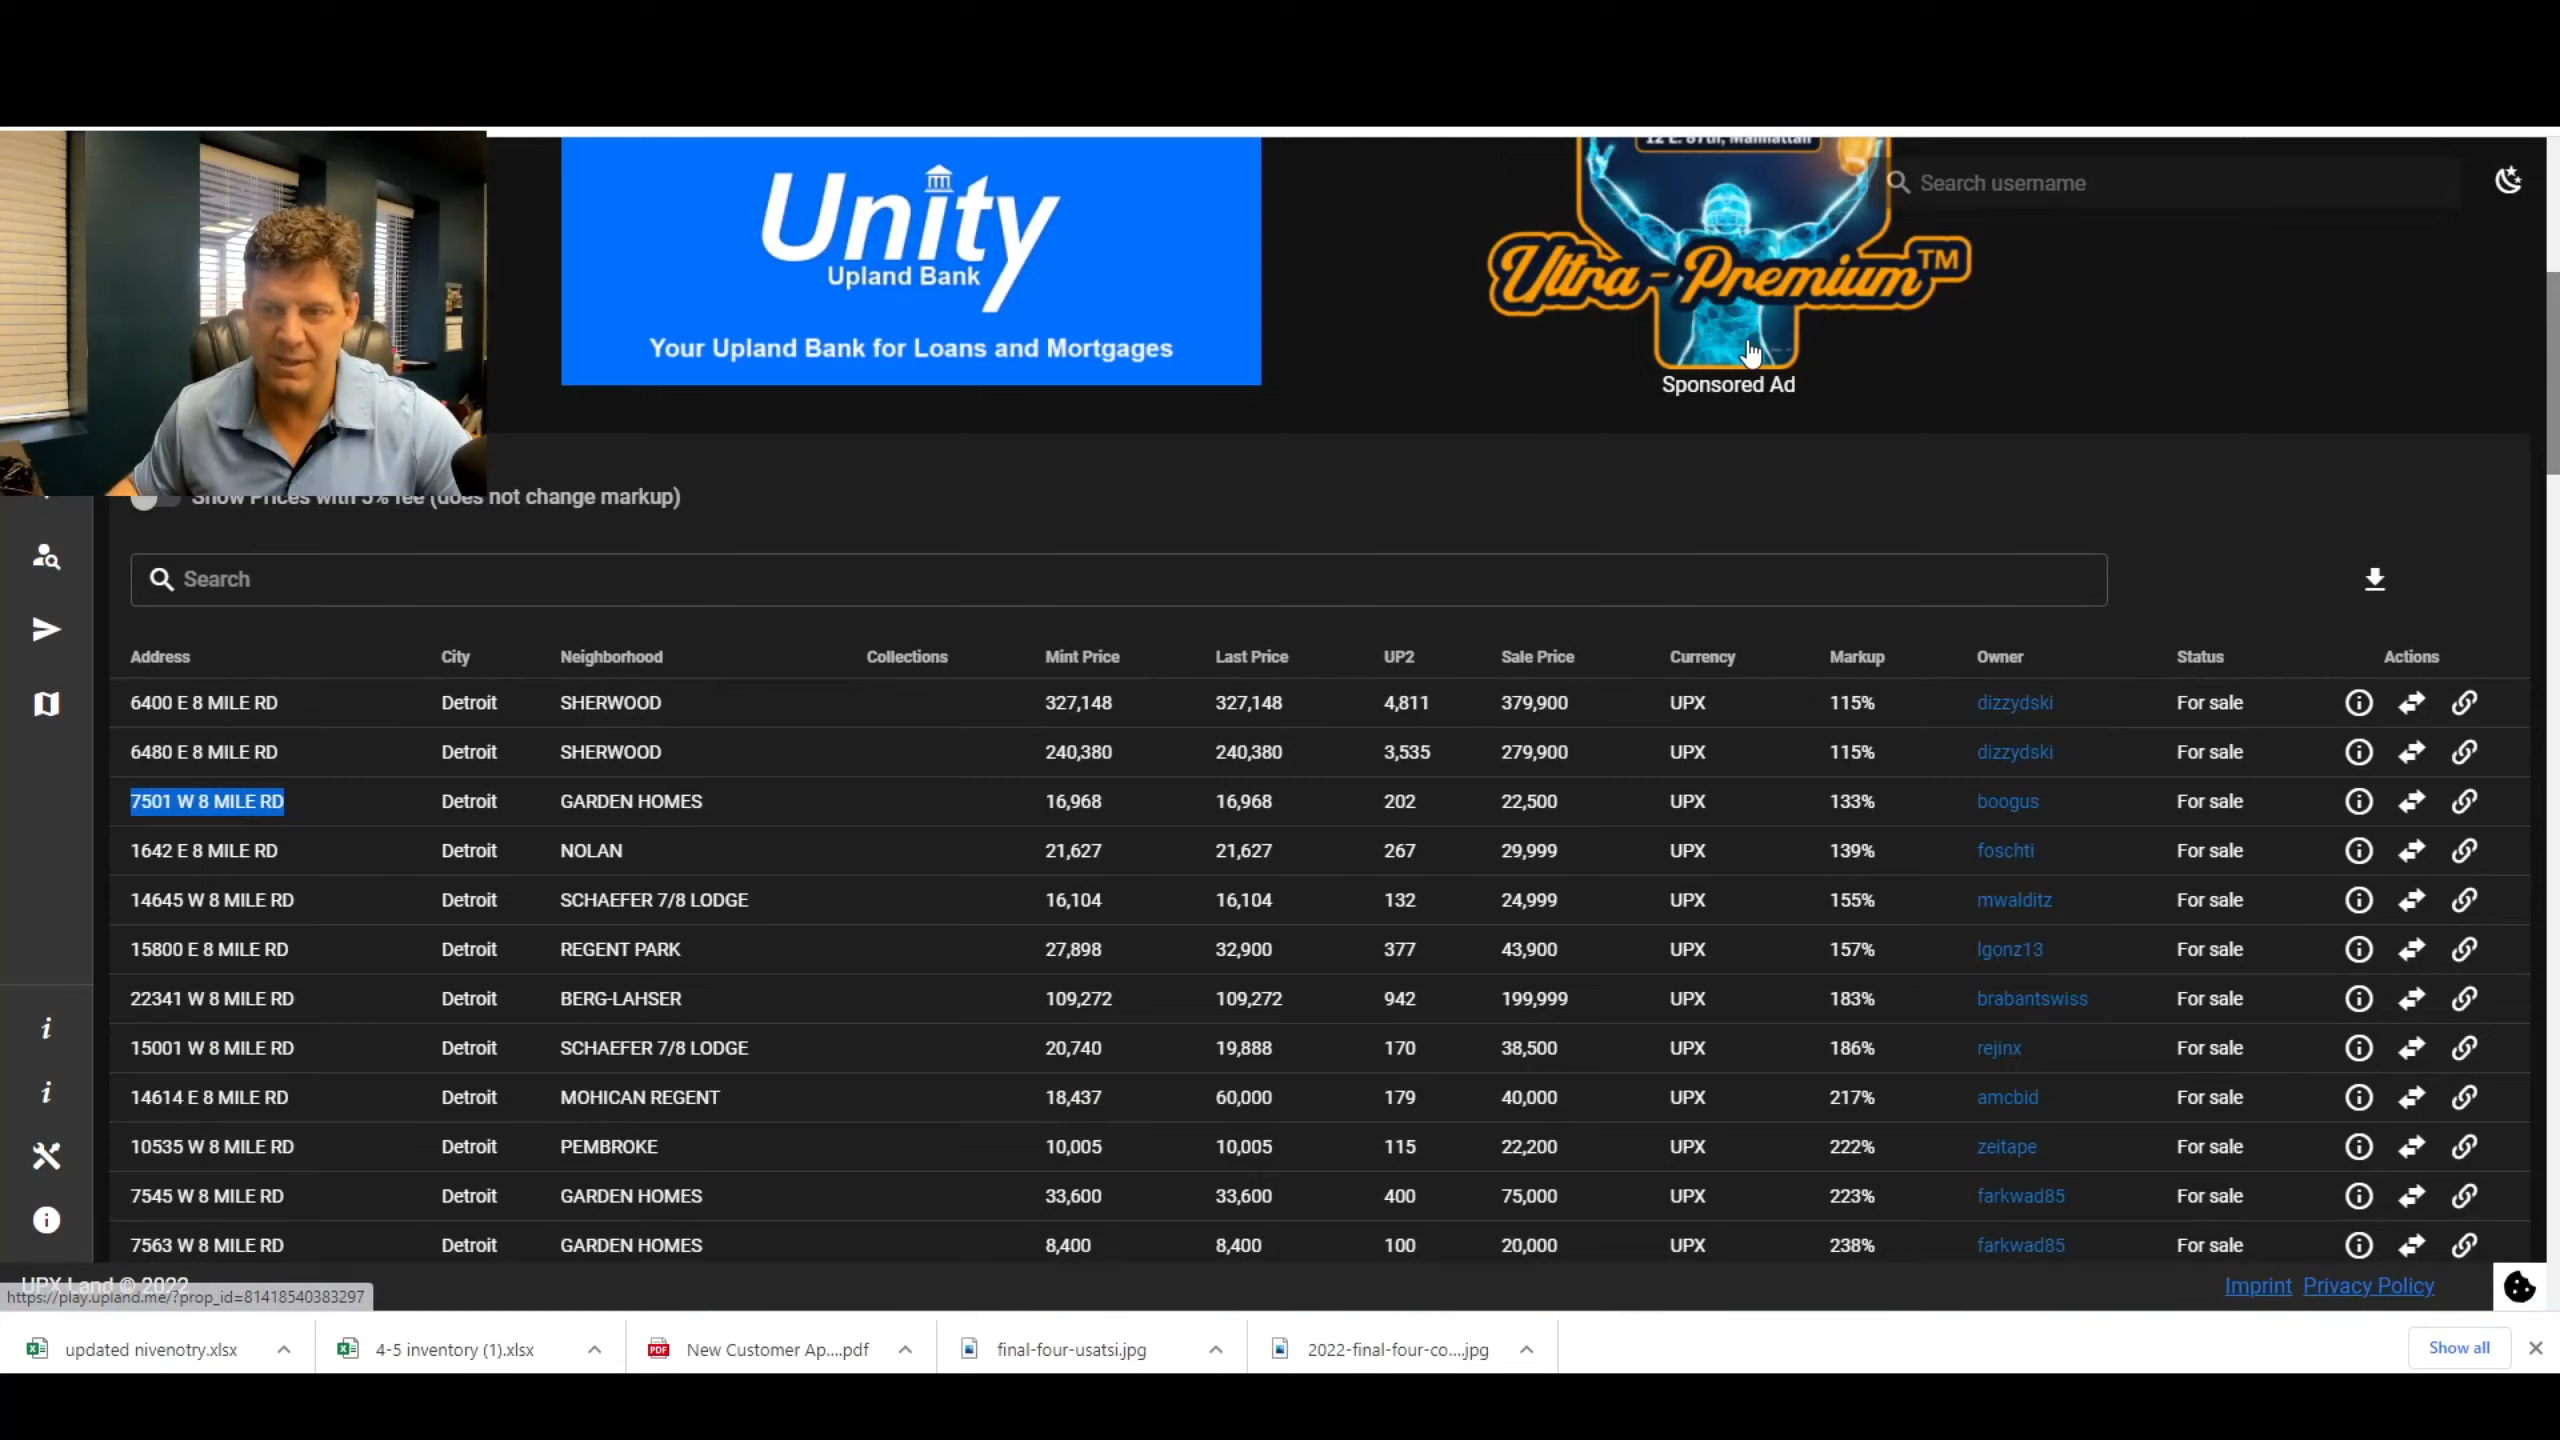 12 E. 87th, Manhattan
Unity
Upland Bank
Your Upland Bank for Loans and Mortgages
Ultra-Premium™
Sponsored Ad
Search username
Show Prices with 5% fee (does not change markup)
Search
Address City Neighborhood Collections Mint Price Last Price UP2 Sale Price Currency Markup Owner Status Actions
6400 E 8 MILE RD Detroit SHERWOOD 327,148 327,148 4,811 379,900 UPX 115% dizzydski For sale
6480 E 8 MILE RD Detroit SHERWOOD 240,380 240,380 3,535 279,900 UPX 115% dizzydski For sale
7501 W 8 MILE RD Detroit GARDEN HOMES 16,968 16,968 202 22,500 UPX 133% boogus For sale
1642 E 8 MILE RD Detroit NOLAN 21,627 21,627 267 29,999 UPX 139% foschti For sale
14645 W 8 MILE RD Detroit SCHAEFER 7/8 LODGE 16,104 16,104 132 24,999 UPX 155% mwalditz For sale
15800 E 8 MILE RD Detroit REGENT PARK 27,898 32,900 377 43,900 UPX 157% lgonz13 For sale
22341 W 8 MILE RD Detroit BERG-LAHSER 109,272 109,272 942 199,999 UPX 183% brabantswiss For sale
15001 W 8 MILE RD Detroit SCHAEFER 7/8 LODGE 20,740 19,888 170 38,500 UPX 186% rejinx For sale
14614 E 8 MILE RD Detroit MOHICAN REGENT 18,437 60,000 179 40,000 UPX 217% amcbid For sale
10535 W 8 MILE RD Detroit PEMBROKE 10,005 10,005 115 22,200 UPX 222% zeitape For sale
7545 W 8 MILE RD Detroit GARDEN HOMES 33,600 33,600 400 75,000 UPX 223% farkwad85 For sale
7563 W 8 MILE RD Detroit GARDEN HOMES 8,400 8,400 100 20,000 UPX 238% farkwad85 For sale
UPX Land © 2022
Imprint Privacy Policy
https://play.upland.me/?prop_id=81418540383297
updated nivenotry.xlsx 4-5 inventory (1).xlsx New Customer Ap....pdf final-four-usatsi.jpg 2022-final-four-co....jpg Show all